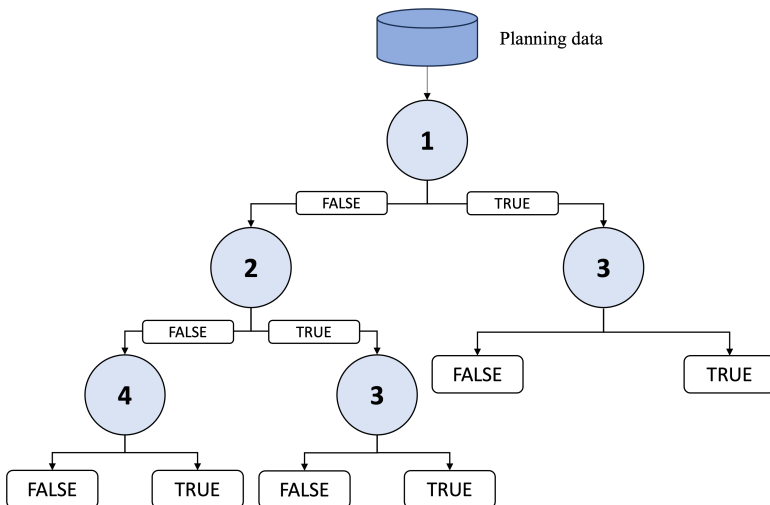 Planning data
1
FALSE
TRUE
2
3
FALSE
TRUE
FALSE
TRUE
4
3
FALSE
TRUE
FALSE
TRUE